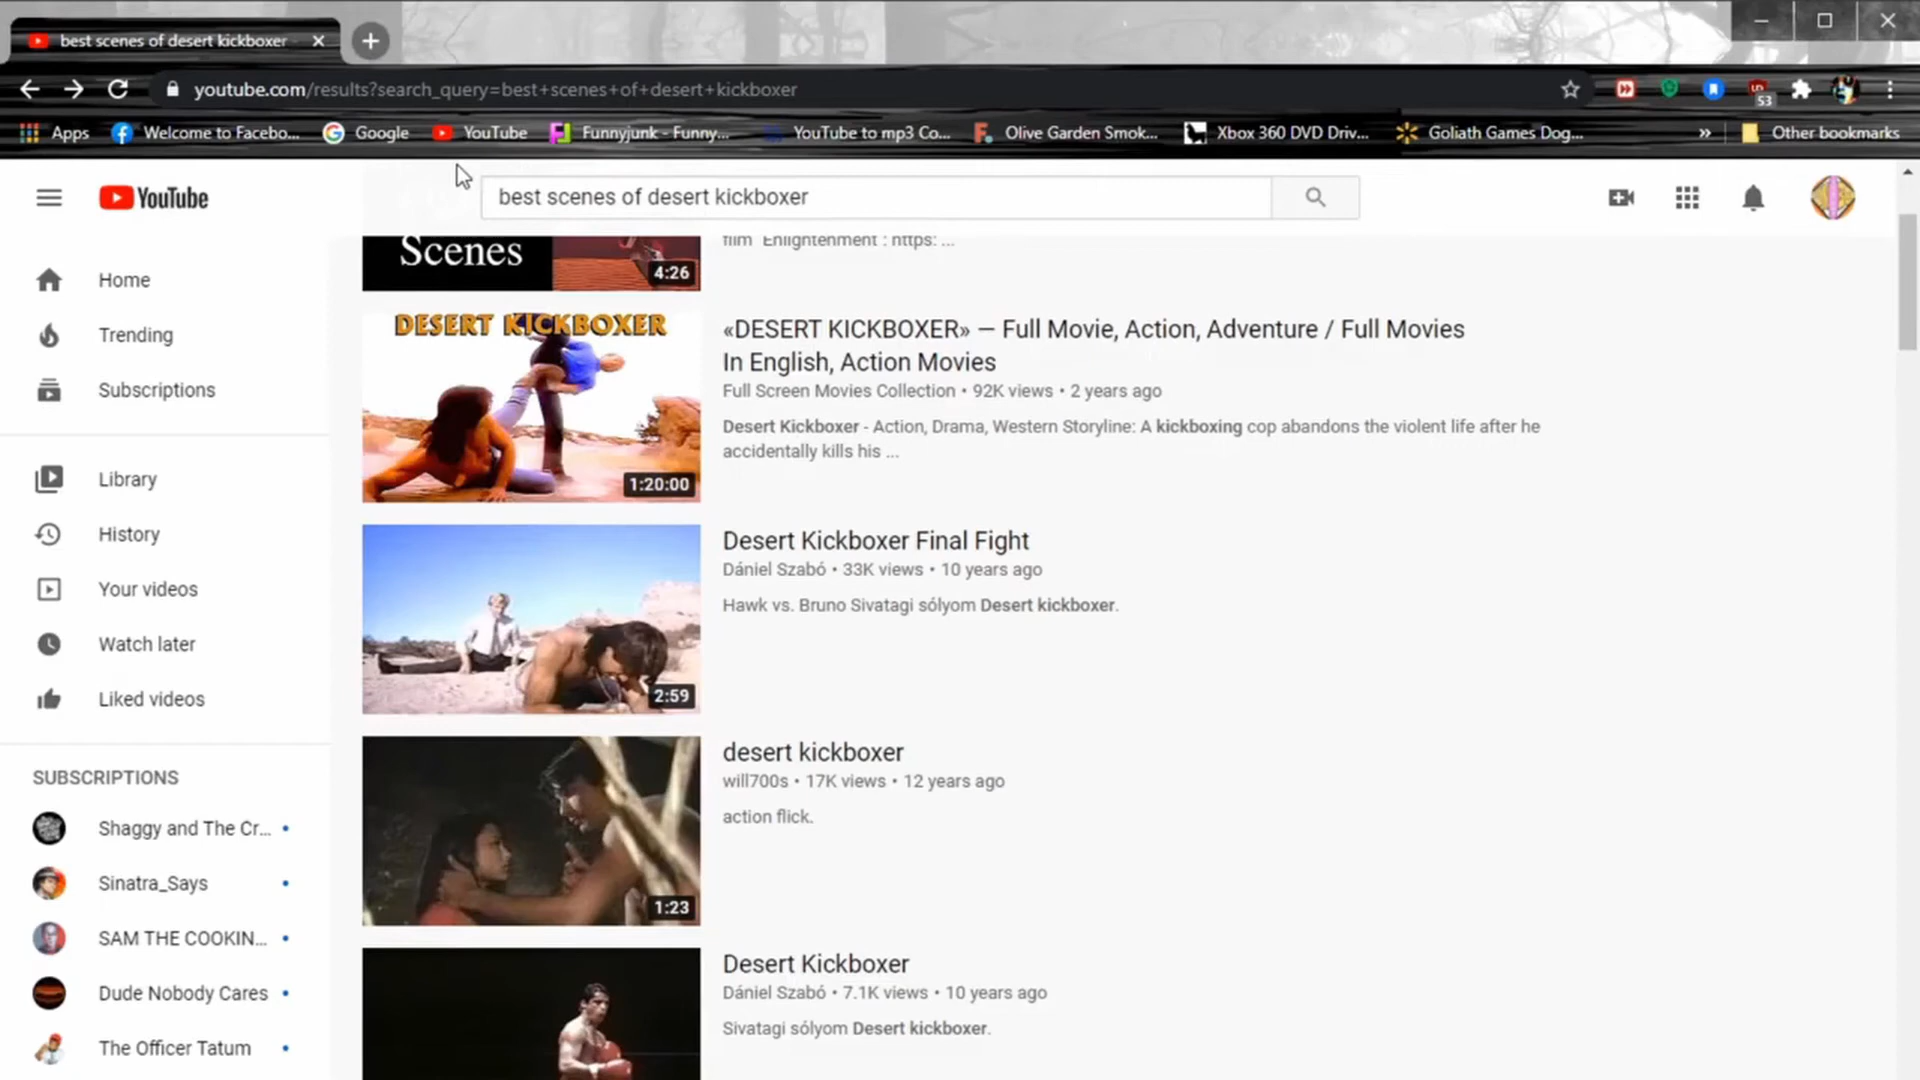 best scenes of desert kickboxer
youtube.com/results?search_query=best+scenes+of+desert+kickboxer
53
Apps
Welcome to Facebo...
Google
YouTube
Funnyjunk - Funny...
YouTube to mp3 Co...
Olive Garden Smok...
Xbox 360 DVD Driv...
Goliath Games Dog...
»
Other bookmarks
YouTube
best scenes of desert kickboxer
Home
Trending
Subscriptions
Library
History
Your videos
Watch later
Liked videos
SUBSCRIPTIONS
Shaggy and The Cr...
Sinatra_Says
SAM THE COOKIN...
Dude Nobody Cares
The Officer Tatum
Scenes
4:26
film Enlightenment : https: ...
DESERT KICKBOXER
1:20:00
«DESERT KICKBOXER» — Full Movie, Action, Adventure / Full Movies
In English, Action Movies
Full Screen Movies Collection • 92K views • 2 years ago
Desert Kickboxer - Action, Drama, Western Storyline: A kickboxing cop abandons the violent life after he
accidentally kills his ...
2:59
Desert Kickboxer Final Fight
Dániel Szabó • 33K views • 10 years ago
Hawk vs. Bruno Sivatagi sólyom Desert kickboxer.
1:23
desert kickboxer
will700s • 17K views • 12 years ago
action flick.
Desert Kickboxer
Dániel Szabó • 7.1K views • 10 years ago
Sivatagi sólyom Desert kickboxer.